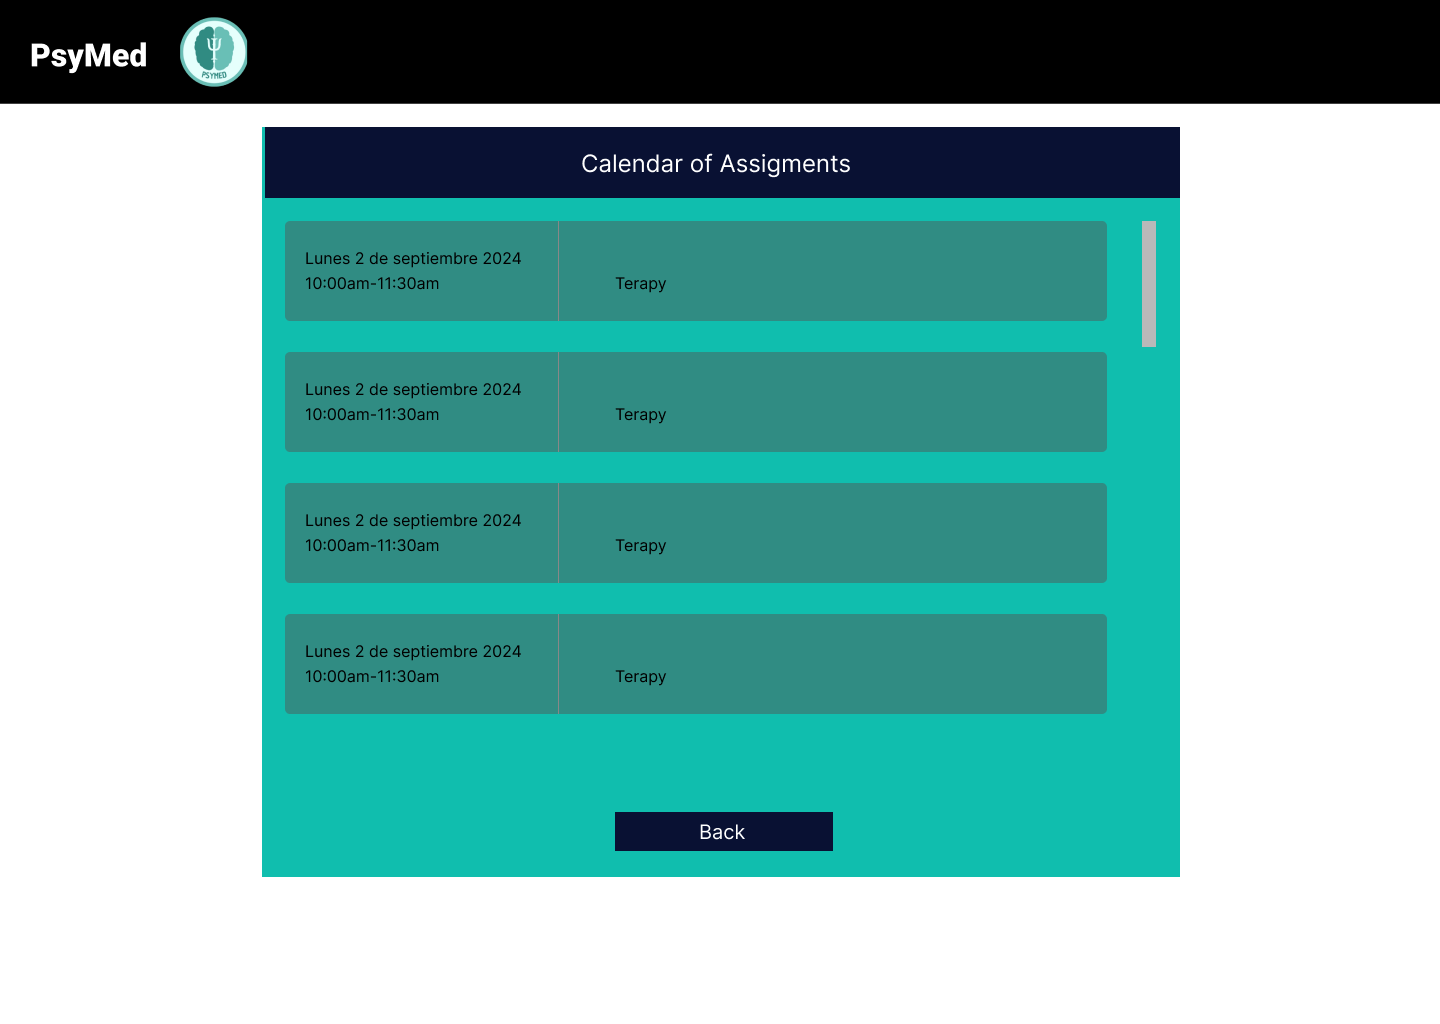 PsyMed
PSYMED
Calendar of Assigments
Lunes 2 de septiembre 2024
10:00am-11:30am
Terapy
Lunes 2 de septiembre 2024
10:00am-11:30am
Terapy
Lunes 2 de septiembre 2024
10:00am-11:30am
Terapy
Lunes 2 de septiembre 2024
10:00am-11:30am
Terapy
Back